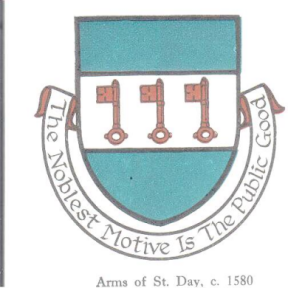 The Noblest Motive Is The Public Good
Arms of St. Day, c. 1580